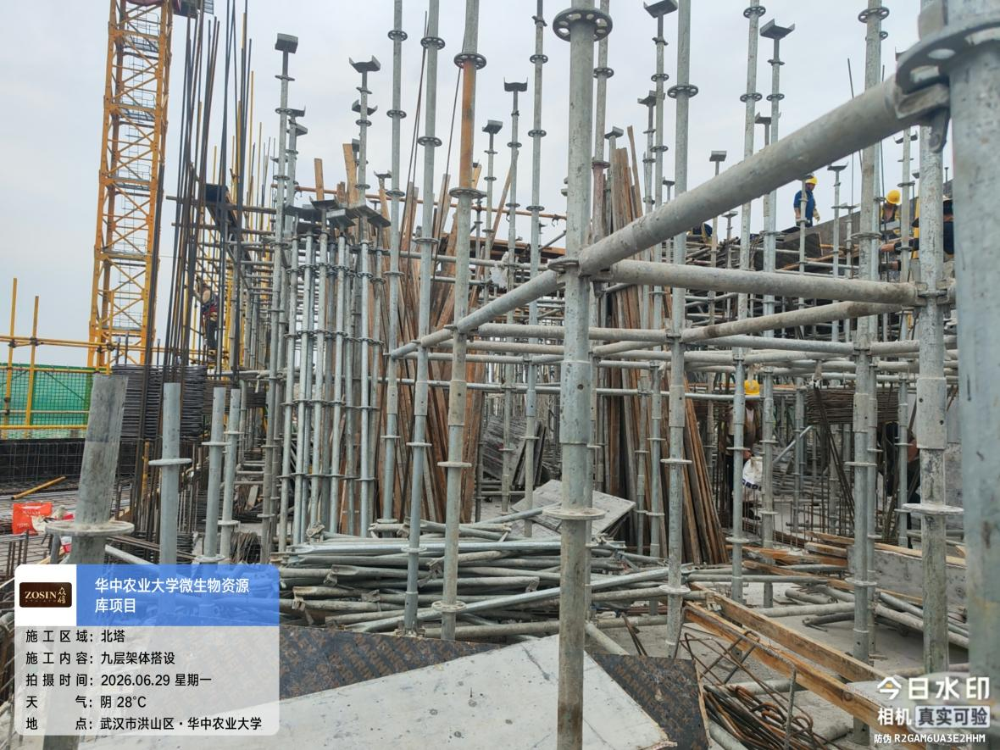 ZOSIN 众信
华中农业大学微生物资源
库项目
施工区域：北塔
施工内容：九层架体搭设
拍摄时间：2026.06.29 星期一
天气：阴 28°C
地点：武汉市洪山区·华中农业大学
今日水印
相机 真实可验
防伪 R2GAM6UA3E2HHM